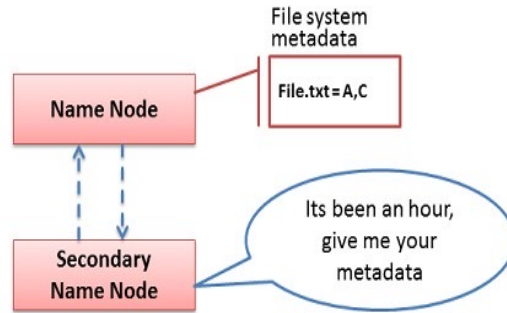 File system
metadata
File.txt = A,C
Name Node
Secondary
Name Node
Its been an hour,
give me your
metadata